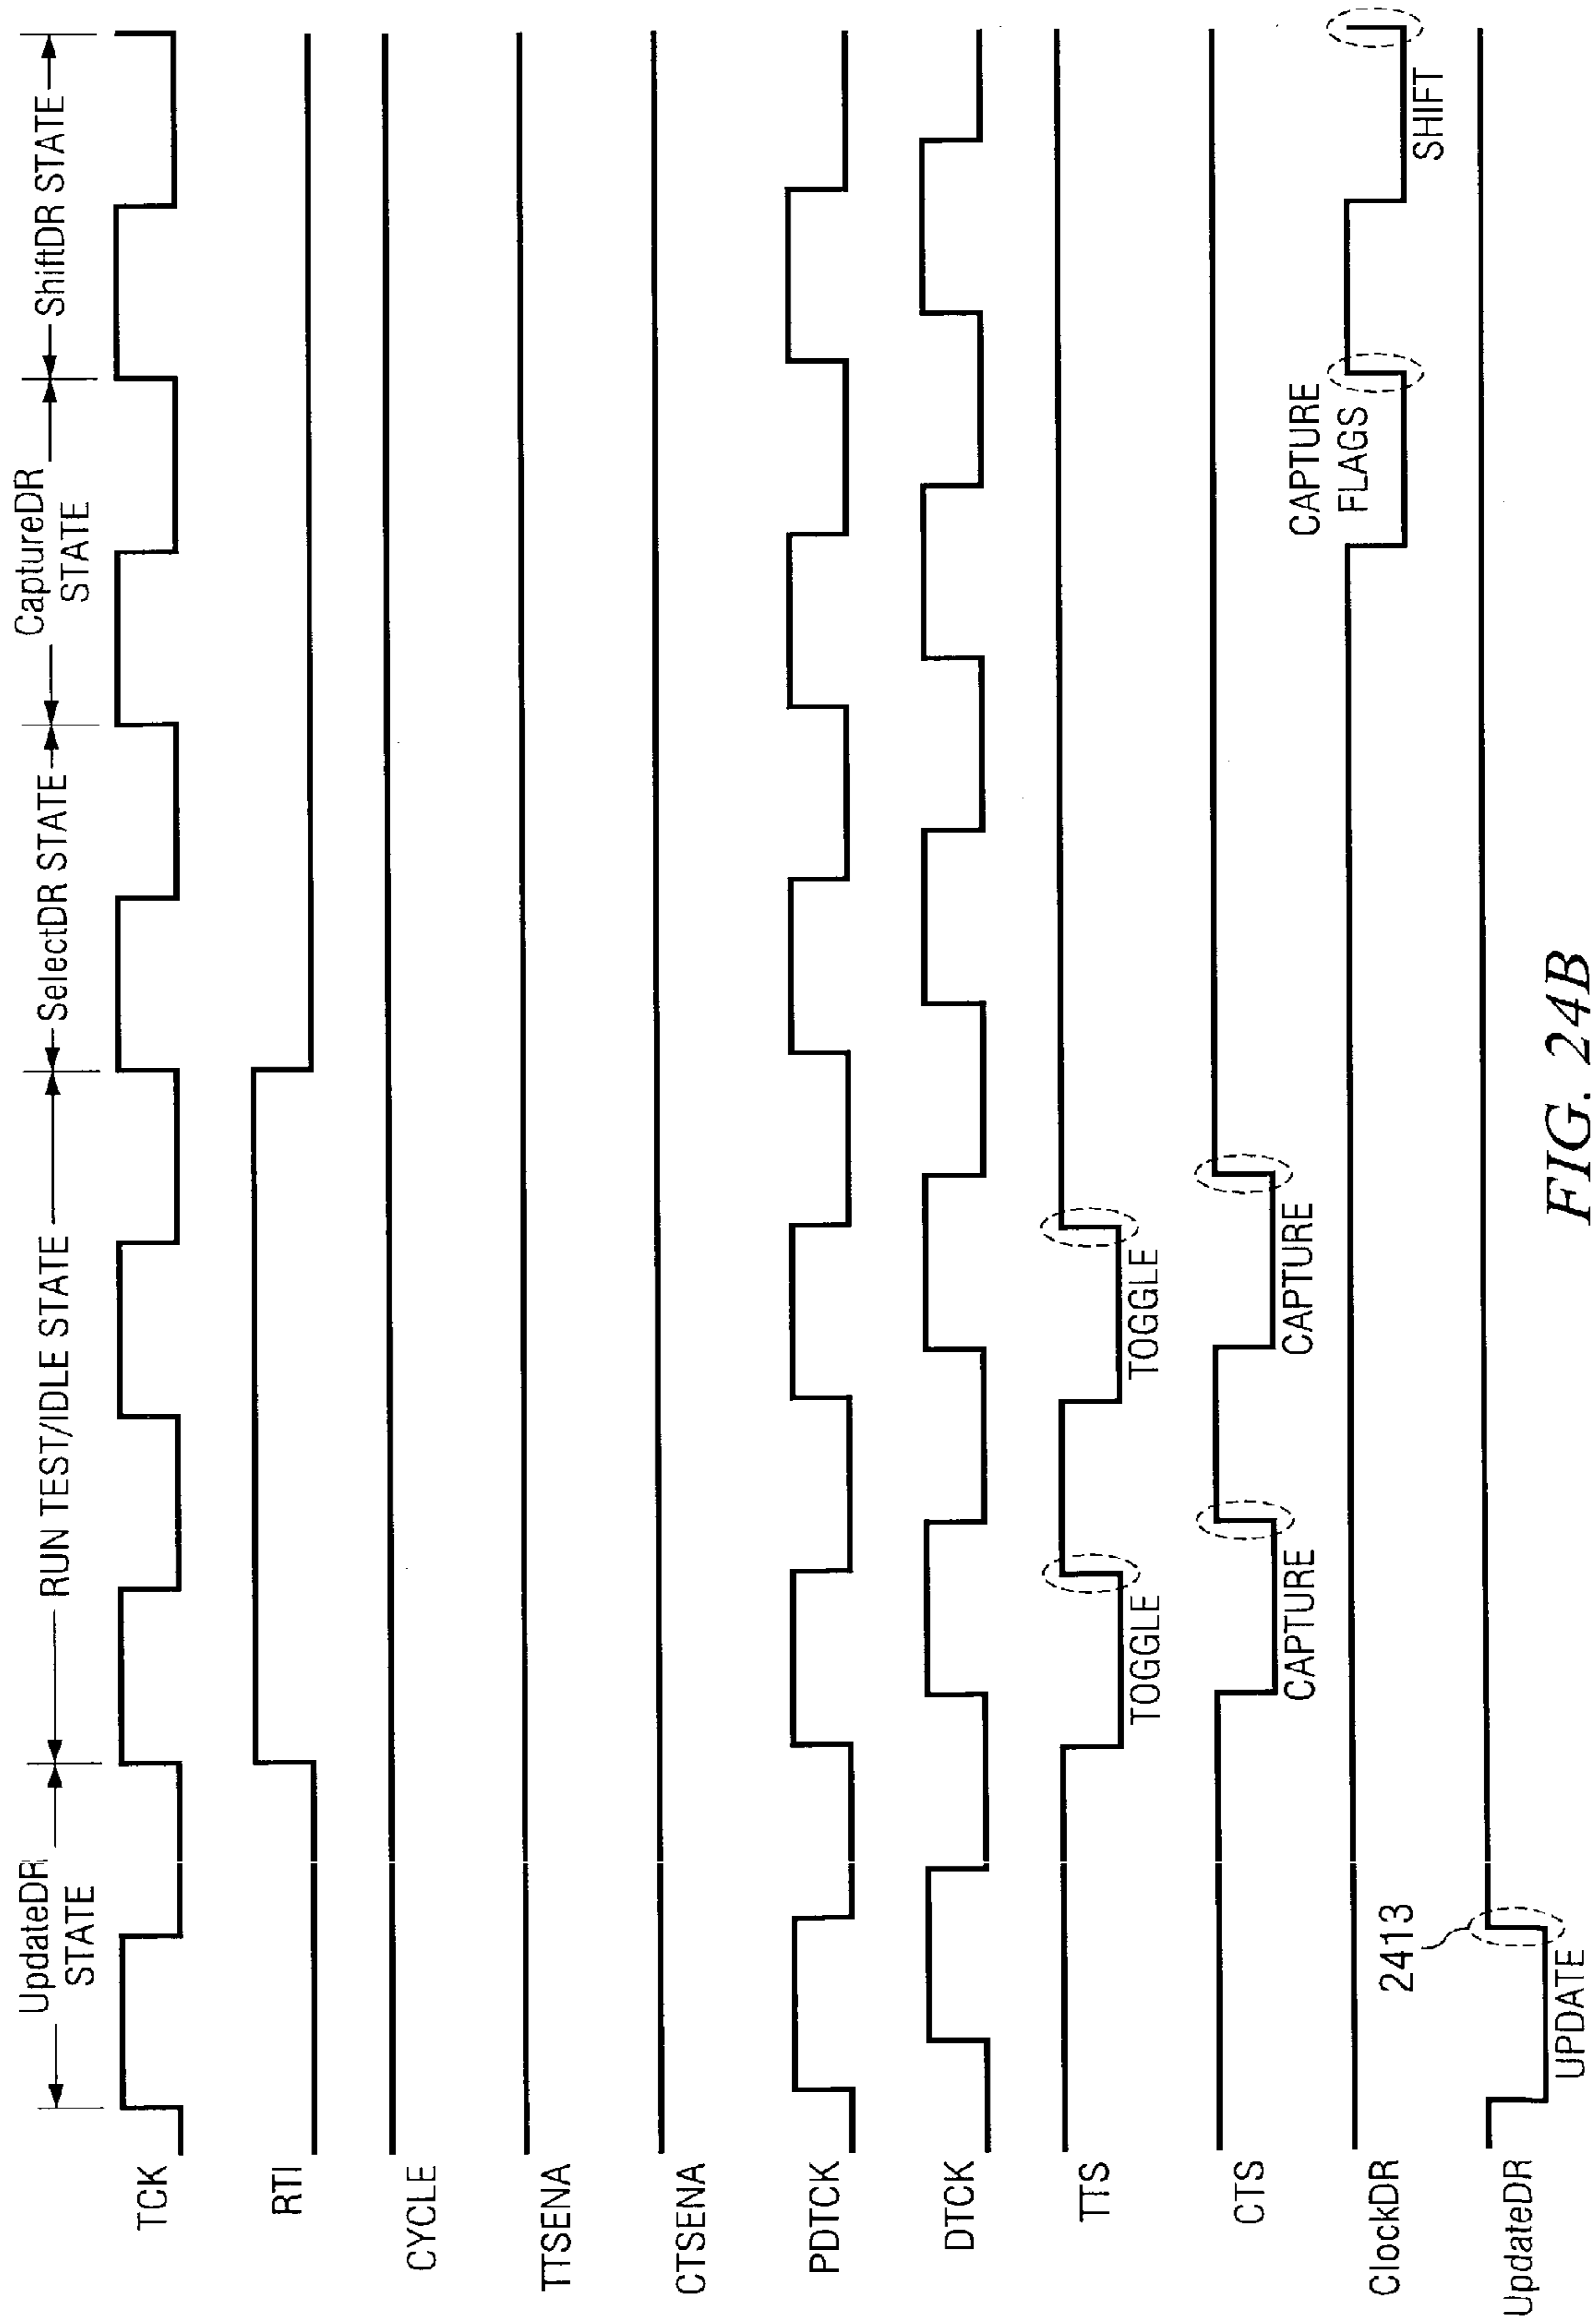 UpdateDR
STATE
RUN TEST/IDLE STATE
SelectDR STATE
CaptureDR
STATE
ShiftDR STATE
TCK
RTI
CYCLE
TTSENA
CTSENA
PDTCK
DTCK
TTS
TOGGLE
TOGGLE
CTS
CAPTURE
CAPTURE
ClockDR
CAPTURE
FLAGS
SHIFT
2413
UpdateDR
UPDATE
FIG. 24B